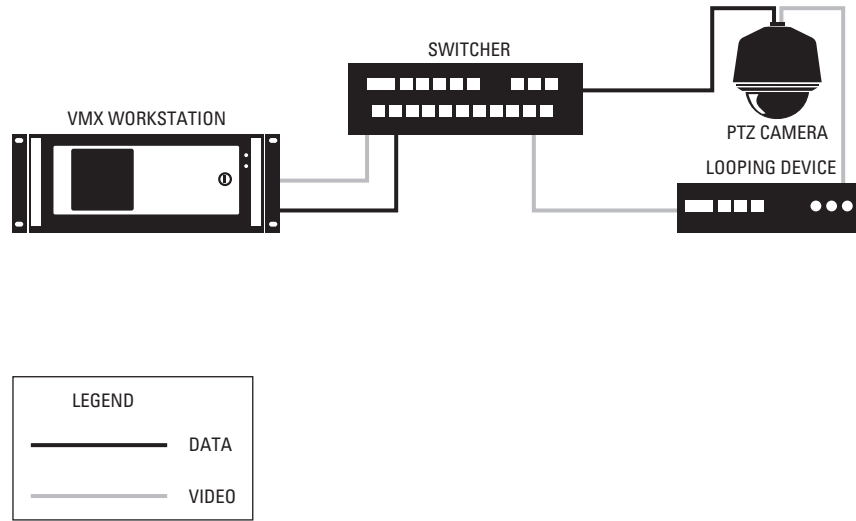 SWITCHER
VMX WORKSTATION
PTZ CAMERA
LOOPING DEVICE
LEGEND
DATA
VIDEO